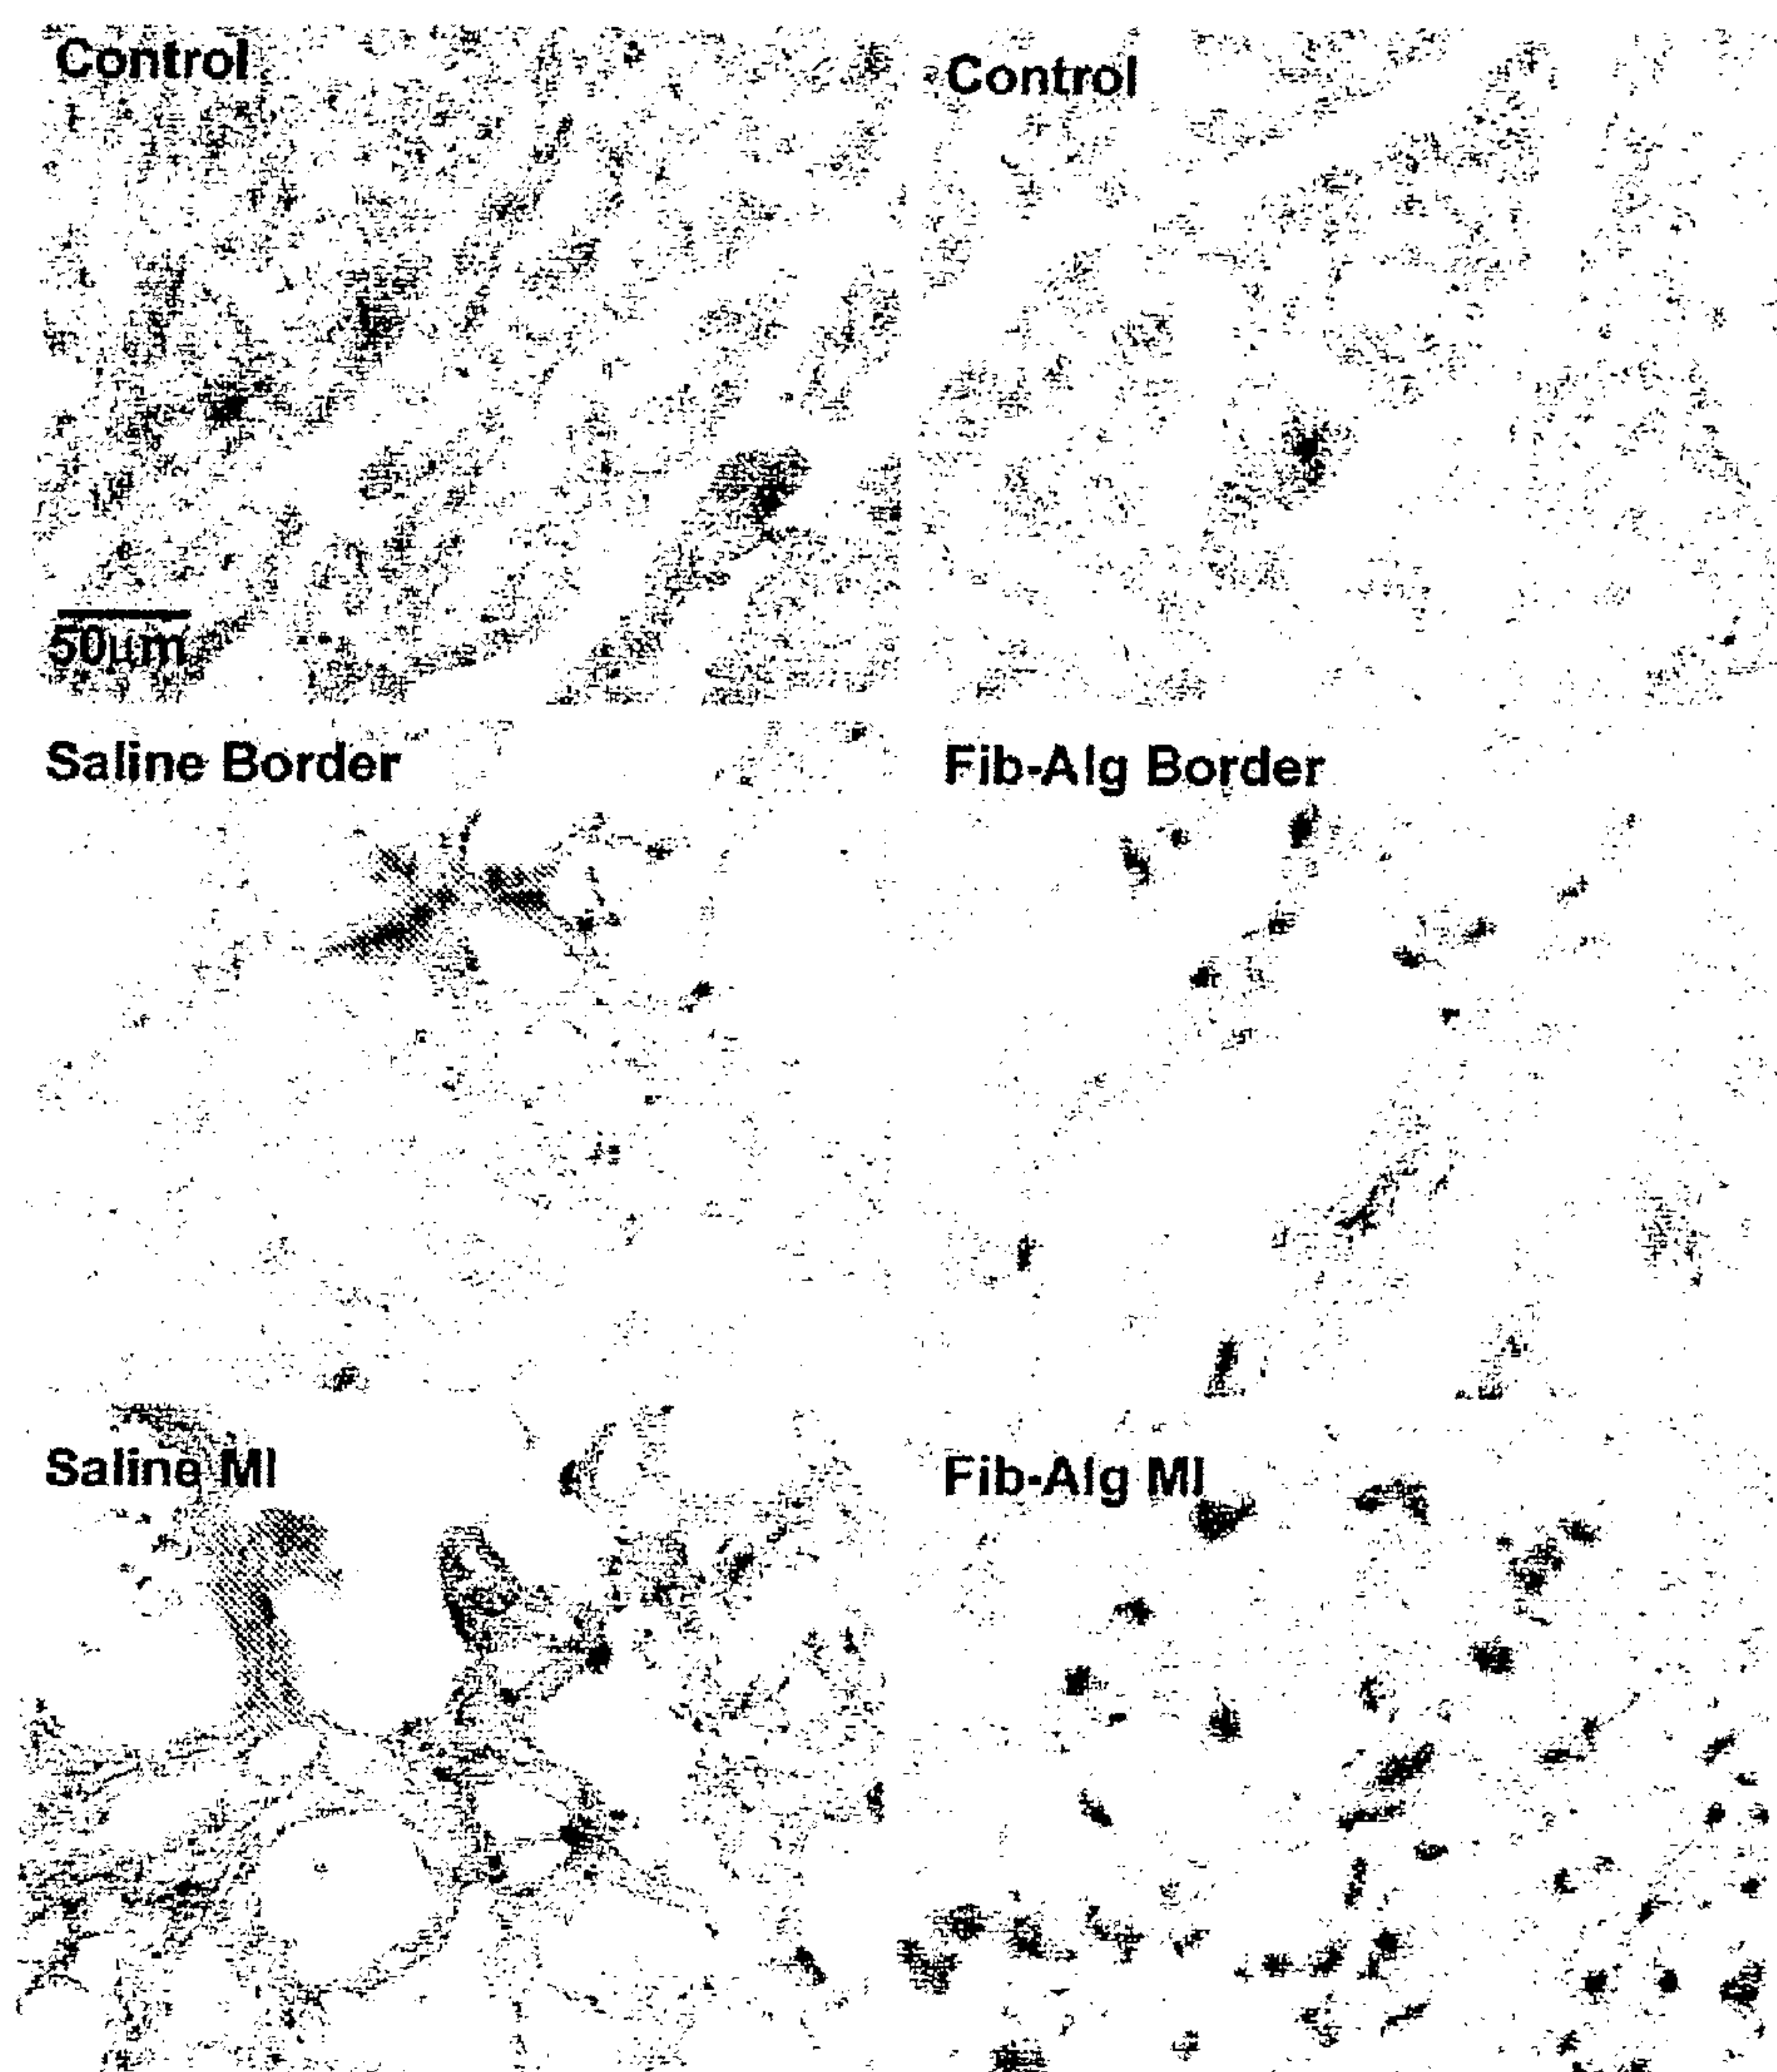 Control
Control
50µm
Saline Border
Fib-Alg Border
Saline MI
Fib-Alg MI